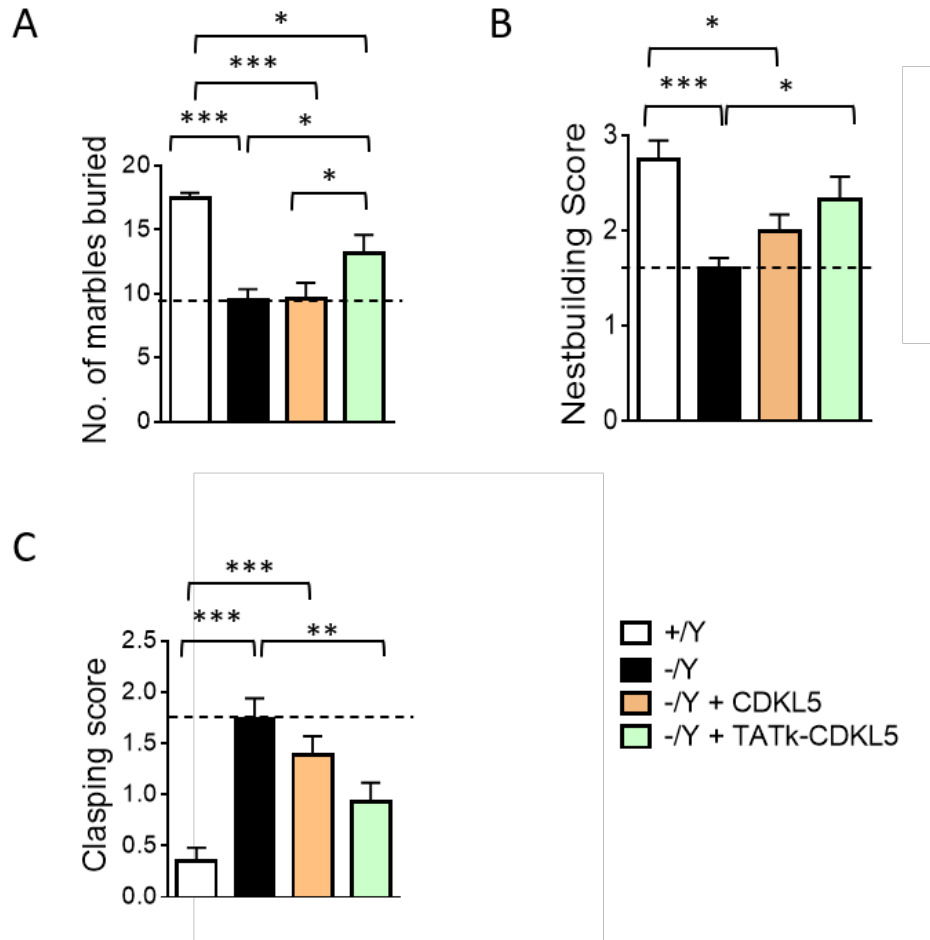 A
*
***
***
*
*
No. of marbles buried
20
15
10
5
0
B
*
***
*
Nestbuilding Score
3
2
1
0
C
***
***
**
Clasping score
2.5
2.0
1.5
1.0
0.5
0.0
+/Y
-/Y
-/Y + CDKL5
-/Y + TATk-CDKL5